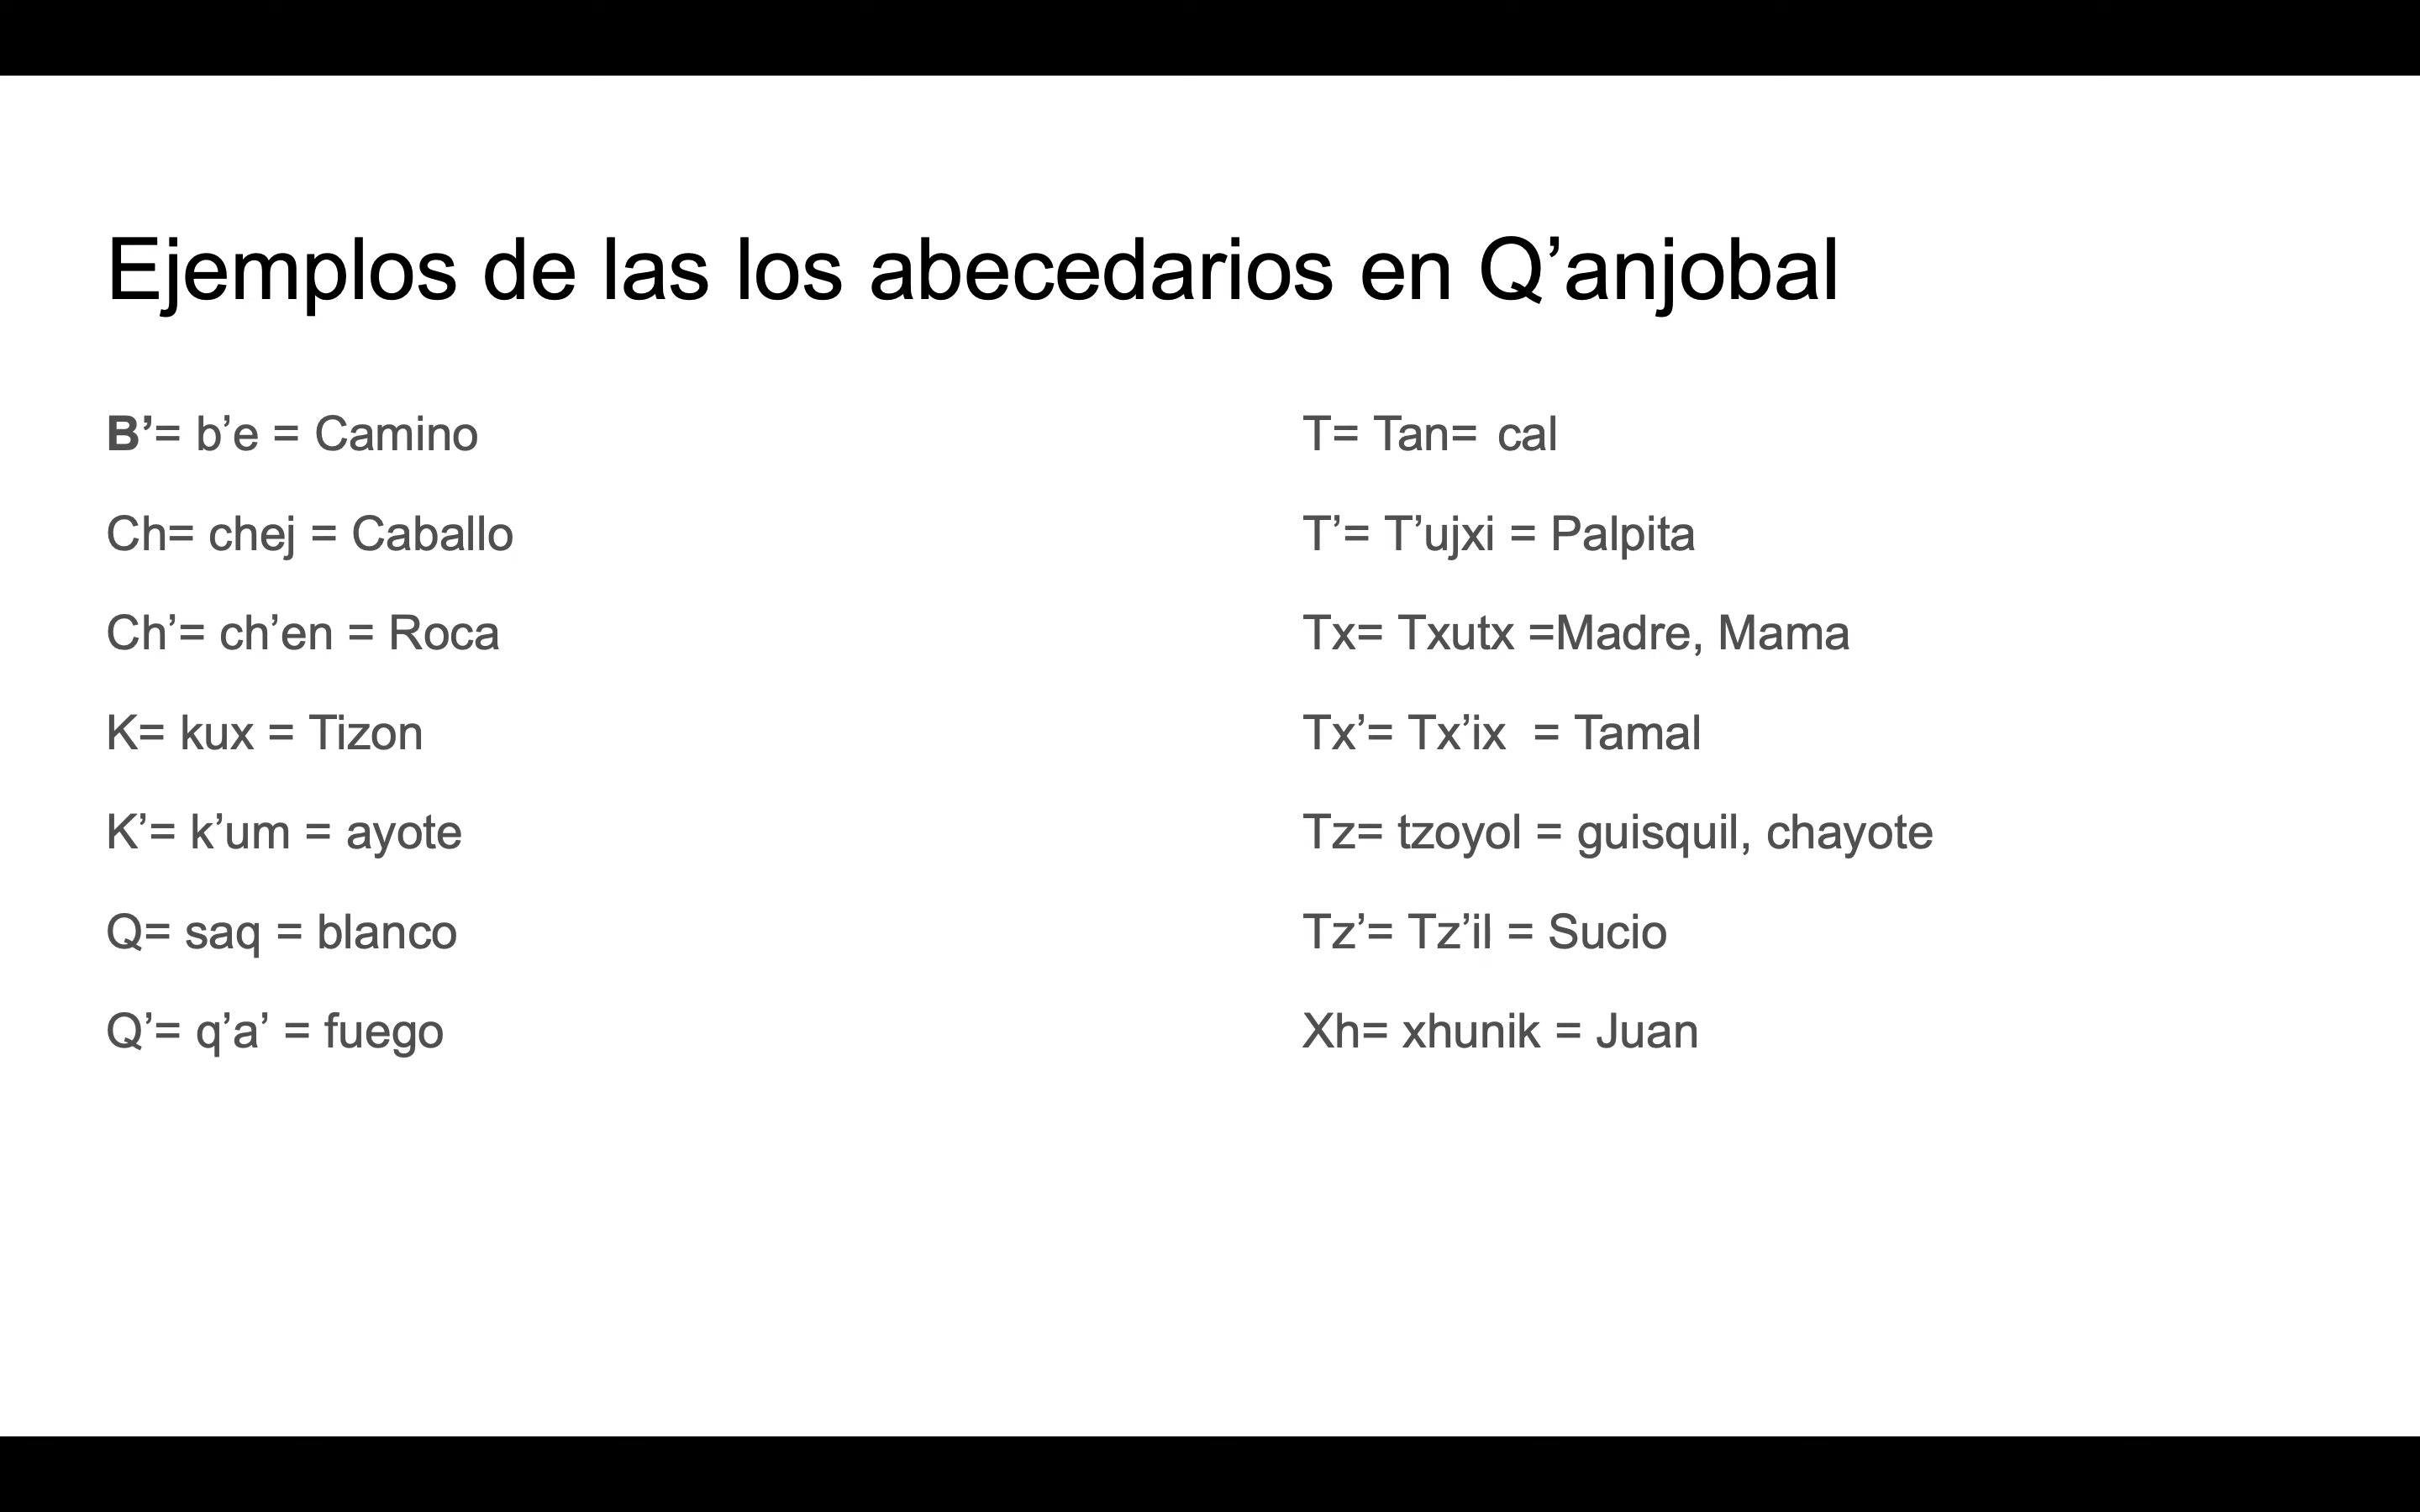 Ejemplos de las los abecedarios en Q’anjobal
B’= b’e = Camino
Ch= chej = Caballo
Ch’= ch’en = Roca
K= kux = Tizon
K’= k’um = ayote
Q= saq = blanco
Q’= q’a’ = fuego
T= Tan= cal
T’= T’ujxi = Palpita
Tx= Txutx =Madre, Mama
Tx’= Tx’ix = Tamal
Tz= tzoyol = guisquil, chayote
Tz’= Tz’il = Sucio
Xh= xhunik = Juan